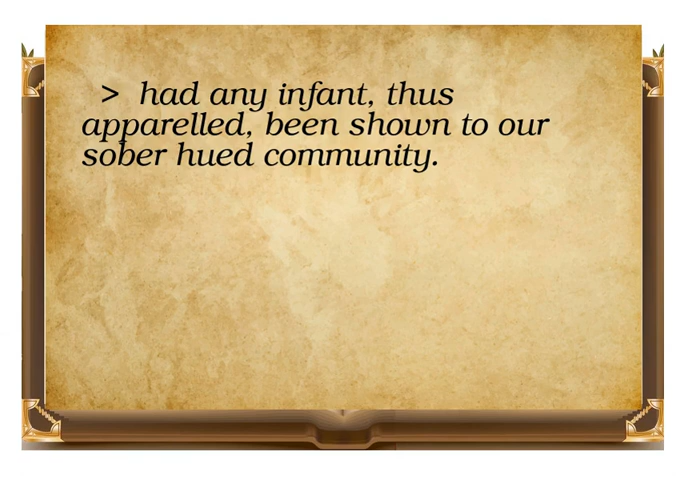 > had any infant, thus
apparelled, been shown to our
sober hued community.